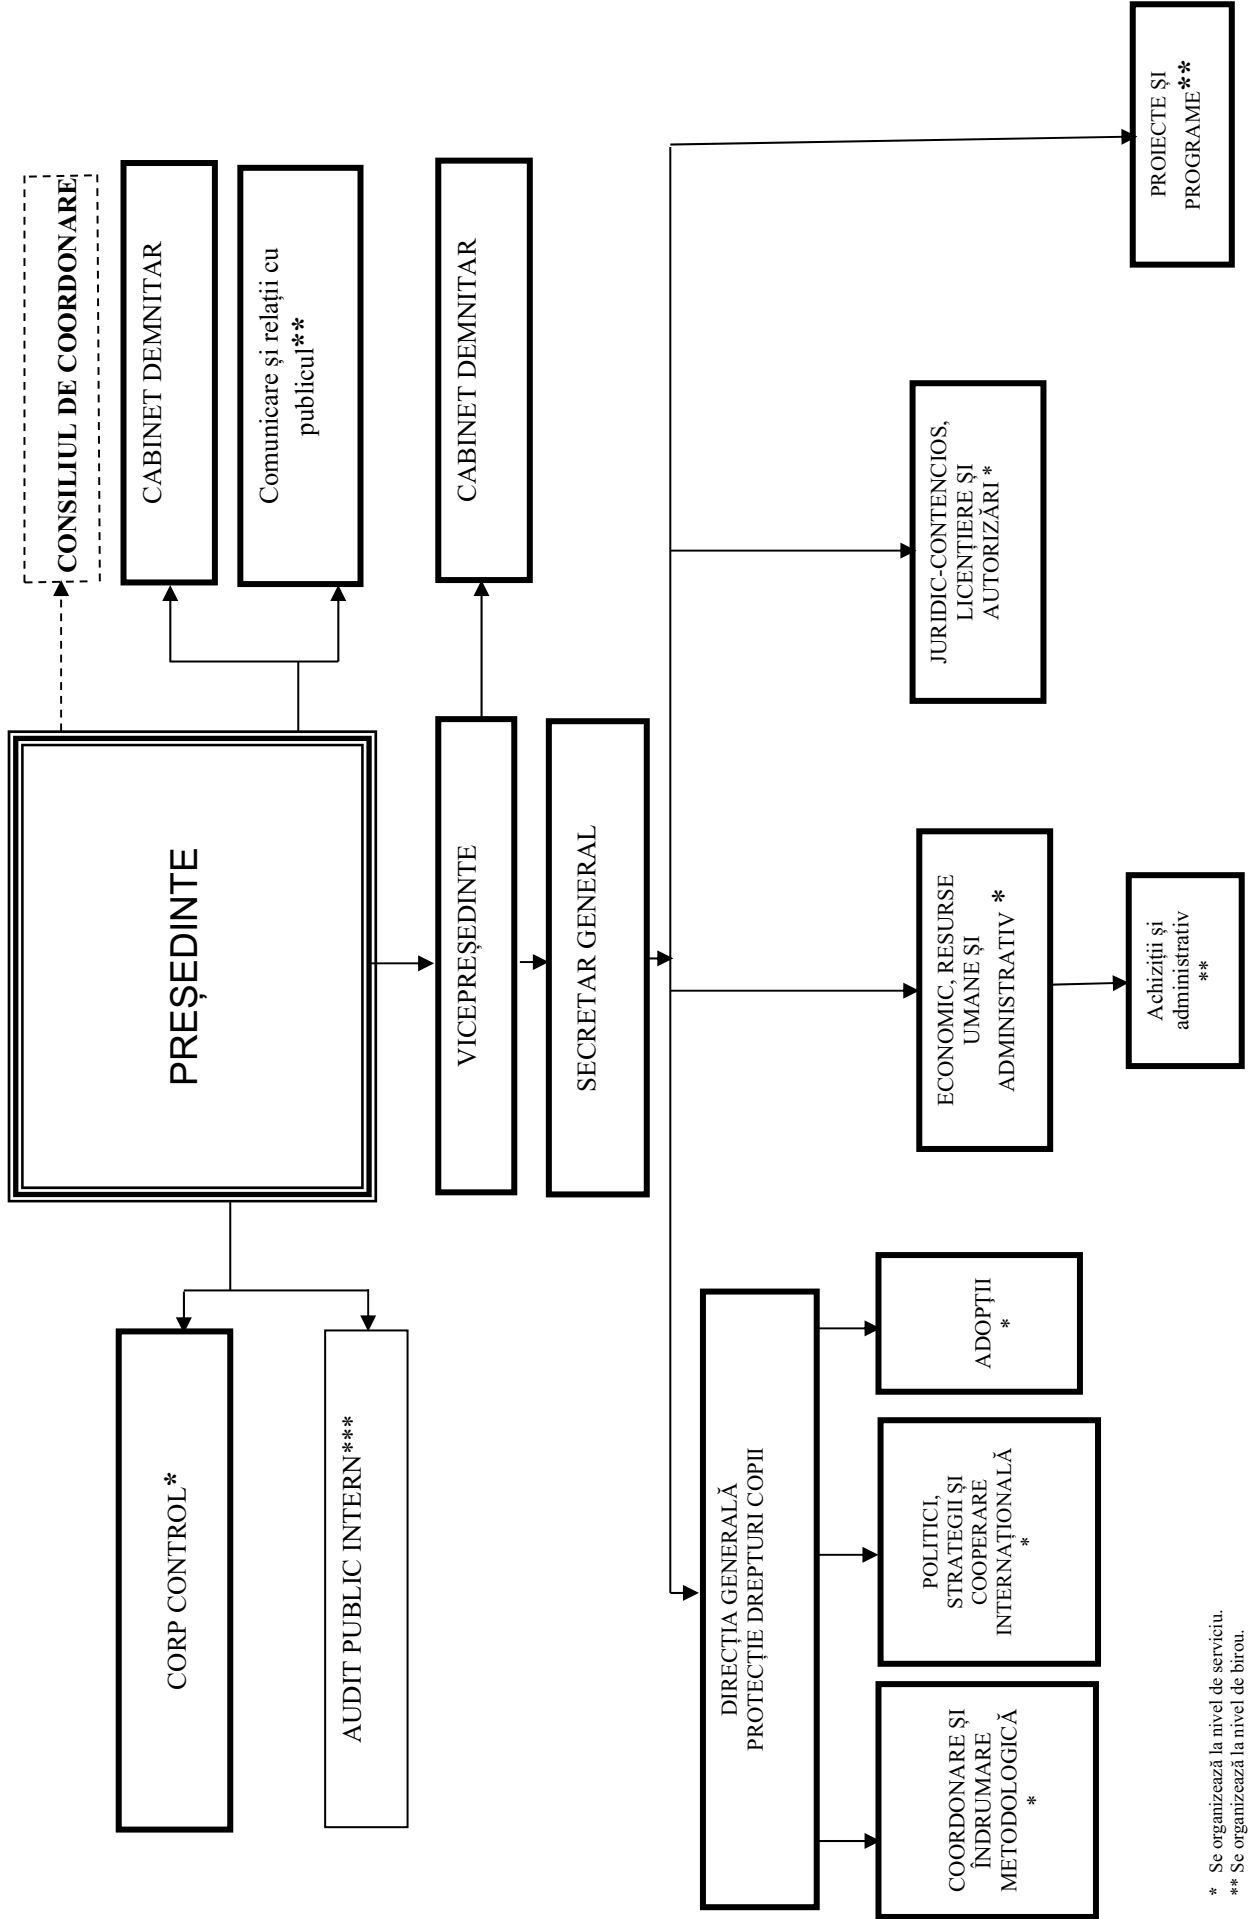 CONSILIUL DE COORDONARE
CABINET DEMNITAR
Comunicare și relații cu
publicul**
PREȘEDINTE
CORP CONTROL*
AUDIT PUBLIC INTERN***
VICEPREȘEDINTE
CABINET DEMNITAR
SECRETAR GENERAL
DIRECȚIA GENERALĂ
PROTECȚIE DREPTURI COPII
COORDONARE ȘI
ÎNDRUMARE
METODOLOGICĂ
*
POLITICI,
STRATEGII ȘI
COOPERARE
INTERNAȚIONALĂ
*
ADOPȚII
*
ECONOMIC, RESURSE
UMANE ȘI
ADMINISTRATIV *
Achiziții și
administrativ
**
JURIDIC-CONTENCIOS,
LICENȚIERE ȘI
AUTORIZĂRI *
PROIECTE ȘI
PROGRAME**
* Se organizează la nivel de serviciu.
** Se organizează la nivel de birou.